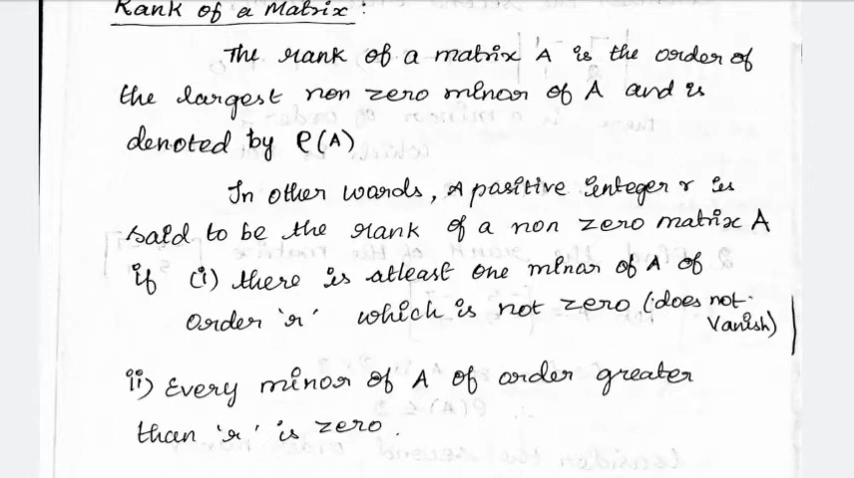 Rank of a Matrix :
The rank of a matrix A is the order of
the largest non zero minor of A and is
denoted by ρ(A)
In other words, A positive integer r is
said to be the rank of a non zero matrix A
if (i) there is atleast one minor of A of
order 'r' which is not zero (does not
Vanish)
ii) Every minor of A of order greater
than 'r' is zero.